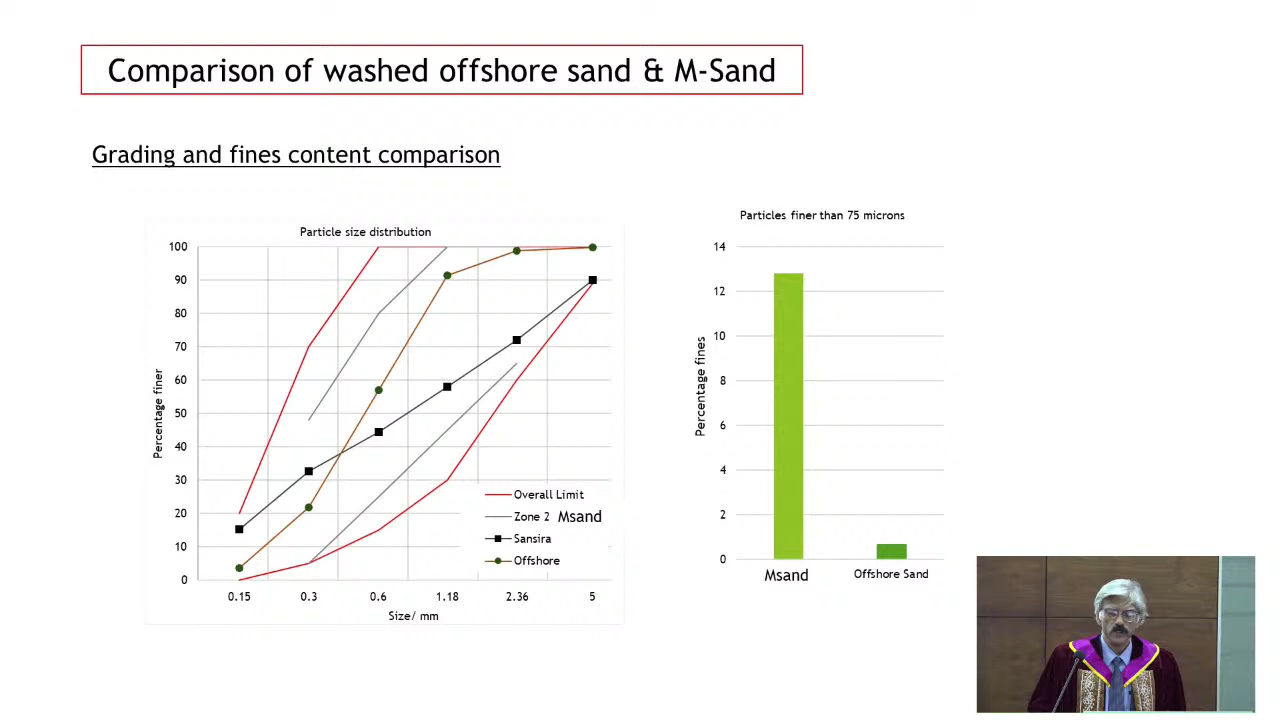 Comparison of washed offshore sand & M-Sand
Grading and fines content comparison
Particle size distribution
100
90
80
70
60
50
40
30
20
10
0
Percentage finer
0.15 0.3 0.6 1.18 2.36 5
Size/ mm
Overall Limit
Zone 2 Msand
Sansira
Offshore
Particles finer than 75 microns
14
12
10
8
6
4
2
0
Percentage fines
Msand Offshore Sand